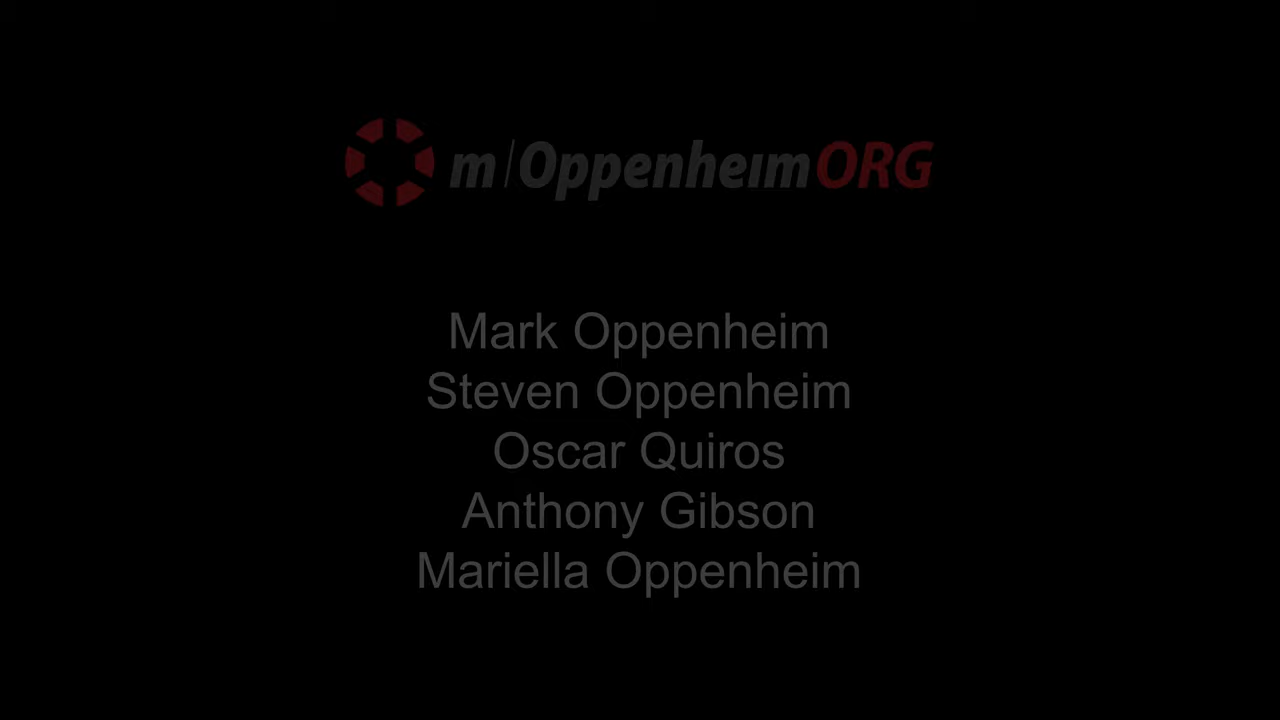 m|OppenheimORG
Mark Oppenheim
Steven Oppenheim
Oscar Quiros
Anthony Gibson
Mariella Oppenheim